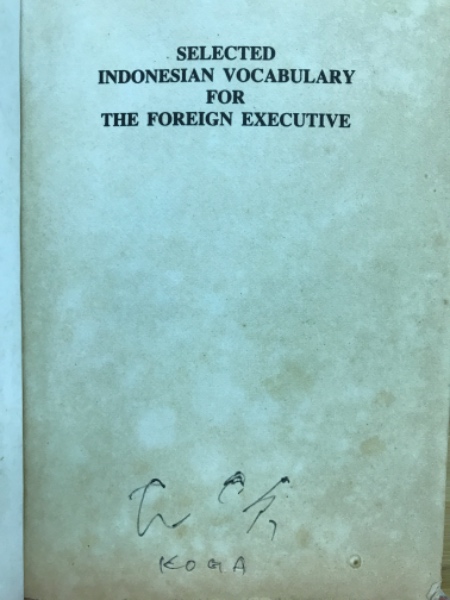 SELECTED
INDONESIAN VOCABULARY
FOR
THE FOREIGN EXECUTIVE
KOGA